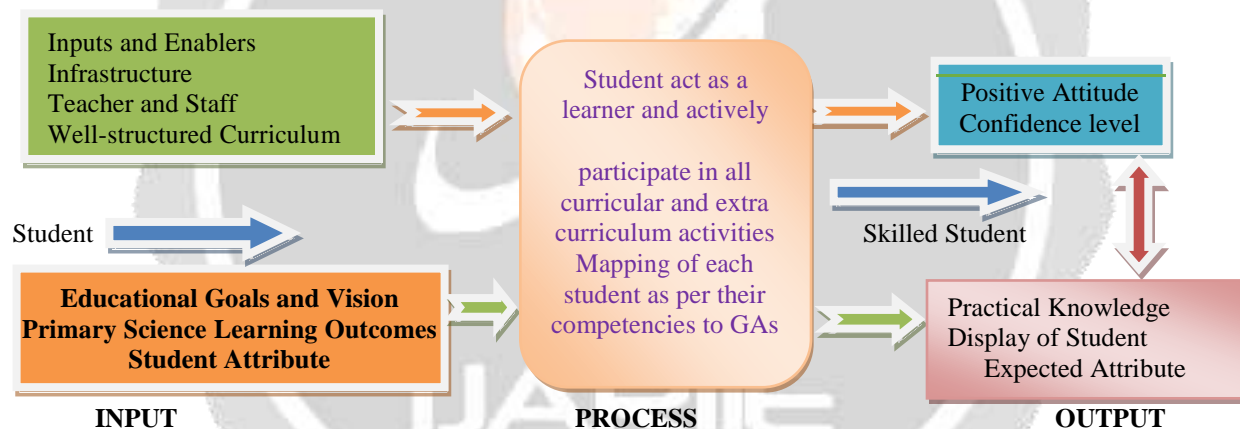 Inputs and Enablers
Infrastructure
Teacher and Staff
Well-structured Curriculum
Student
Educational Goals and Vision
Primary Science Learning Outcomes
Student Attribute
INPUT
Student act as a
learner and actively
participate in all
curricular and extra
curriculum activities
Mapping of each
student as per their
competencies to GAs
PROCESS
Positive Attitude
Confidence level
Skilled Student
Practical Knowledge
Display of Student
Expected Attribute
OUTPUT